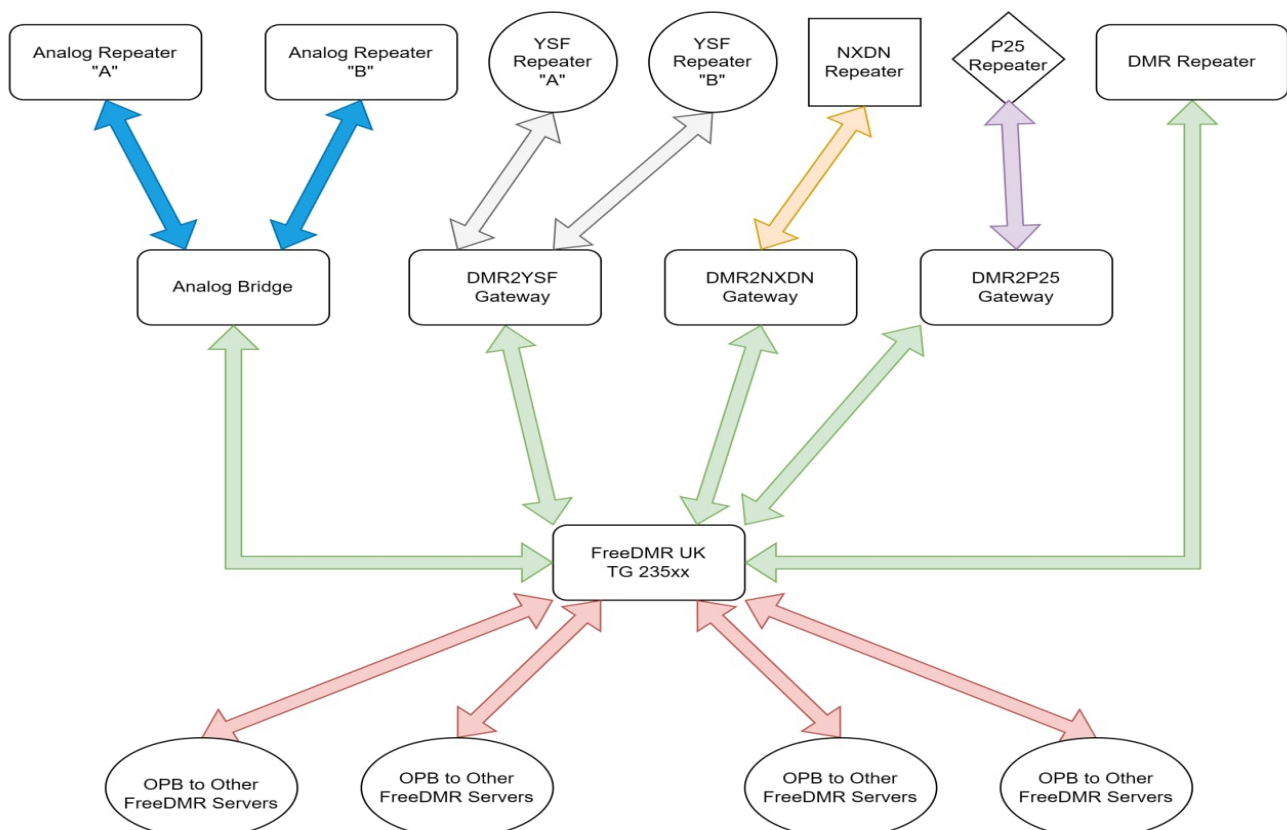 Analog Repeater
"A"
Analog Repeater
"B"
YSF
Repeater
"A"
YSF
Repeater
"B"
NXDN
Repeater
P25
Repeater
DMR Repeater
Analog Bridge
DMR2YSF
Gateway
DMR2NXDN
Gateway
DMR2P25
Gateway
FreeDMR UK
TG 235xx
OPB to Other
FreeDMR Servers
OPB to Other
FreeDMR Servers
OPB to Other
FreeDMR Servers
OPB to Other
FreeDMR Servers